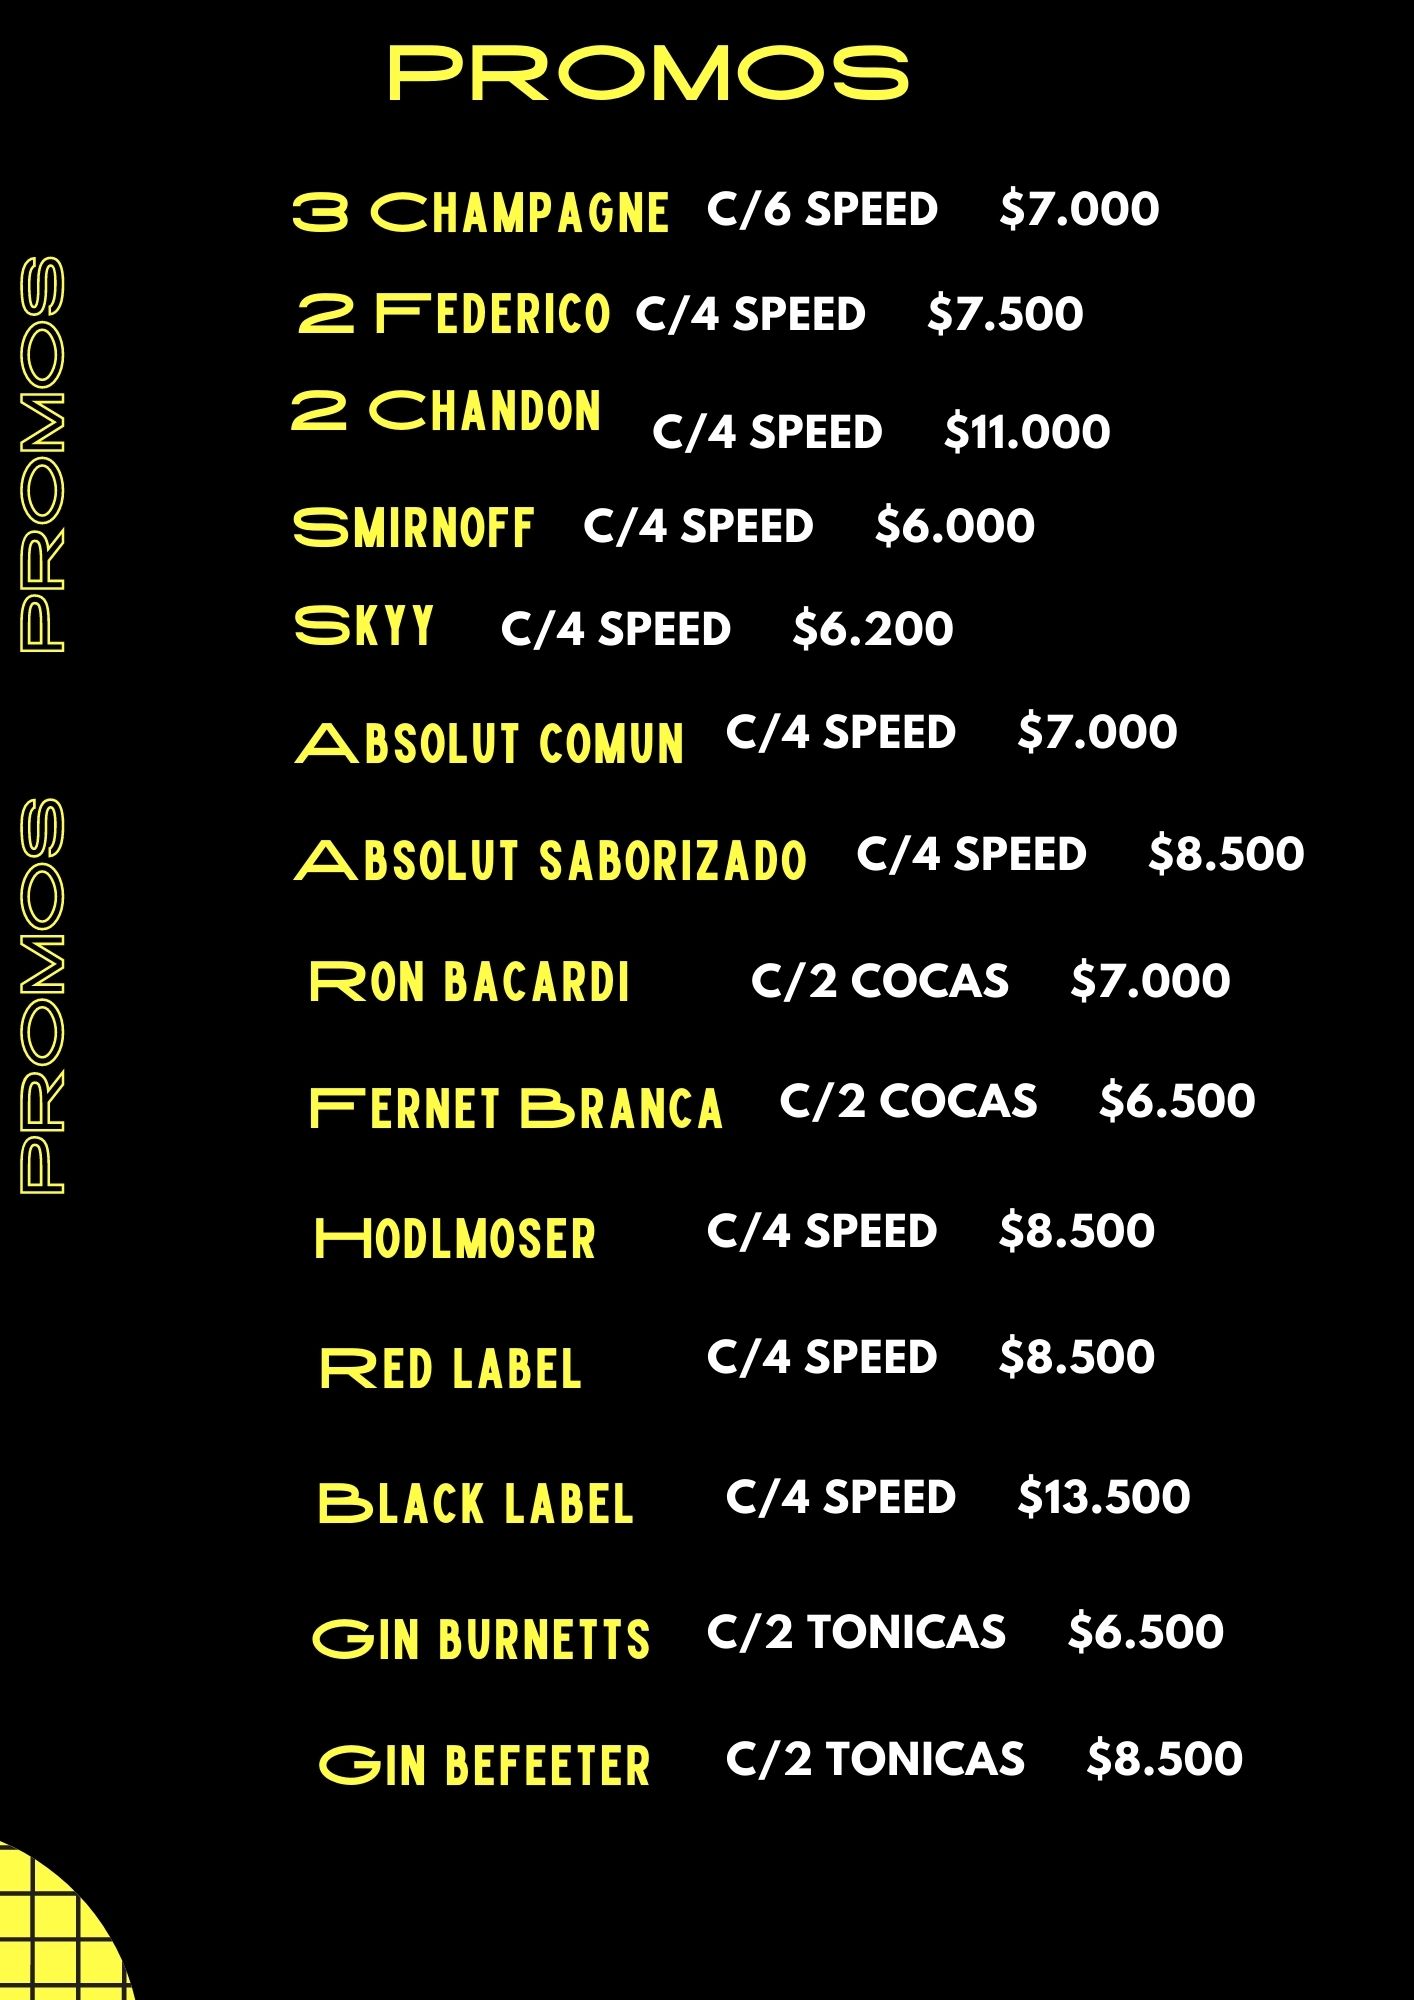 PROMOS
3 CHAMPAGNE C/6 SPEED $7.000
2 FEDERICO C/4 SPEED $7.500
2 CHANDON C/4 SPEED $11.000
SMIRNOFF C/4 SPEED $6.000
SKYY C/4 SPEED $6.200
ABSOLUT COMUN C/4 SPEED $7.000
ABSOLUT SABORIZADO C/4 SPEED $8.500
RON BACARDI C/2 COCAS $7.000
FERNET BRANCA C/2 COCAS $6.500
HODLMOSER C/4 SPEED $8.500
RED LABEL C/4 SPEED $8.500
BLACK LABEL C/4 SPEED $13.500
GIN BURNETTS C/2 TONICAS $6.500
GIN BEFEETER C/2 TONICAS $8.500
PROMOS
PROMOS